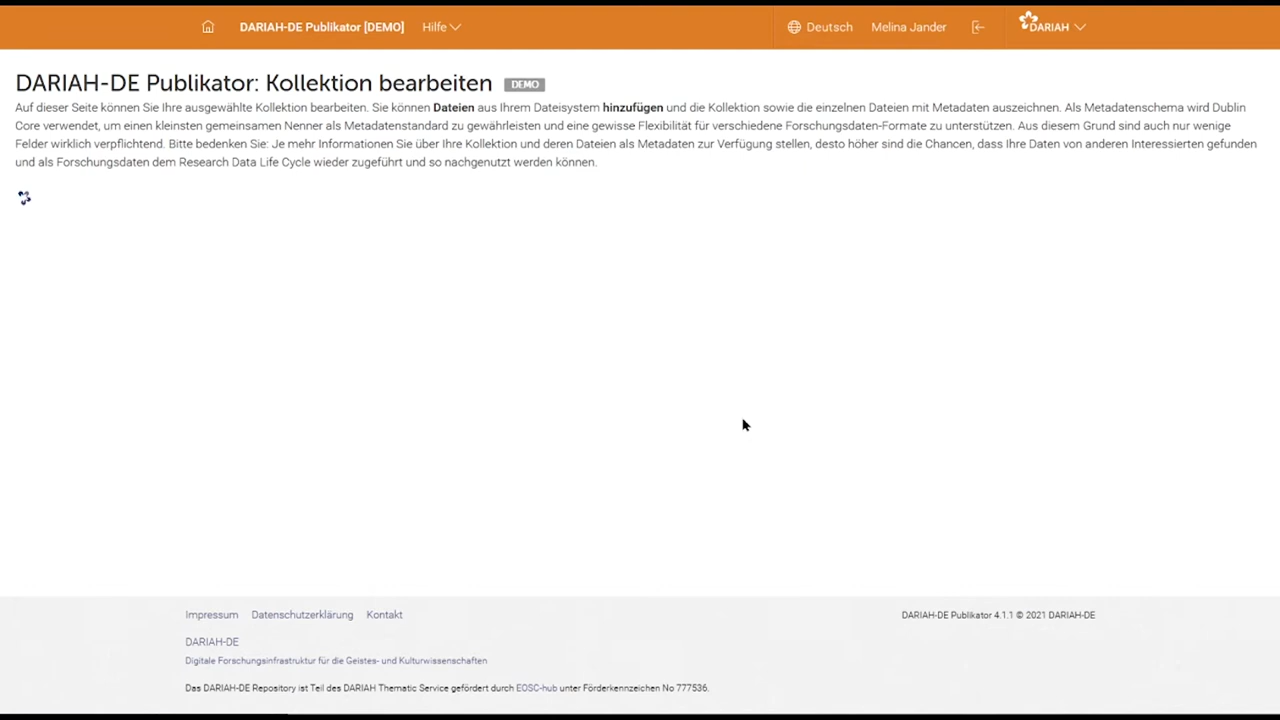 DARIAH-DE Publikator [DEMO] Hilfe Deutsch Melina Jander DARIAH
DARIAH-DE Publikator: Kollektion bearbeiten DEMO
Auf dieser Seite können Sie Ihre ausgewählte Kollektion bearbeiten. Sie können Dateien aus Ihrem Dateisystem hinzufügen und die Kollektion sowie die einzelnen Dateien mit Metadaten auszeichnen. Als Metadatenschema wird Dublin
Core verwendet, um einen kleinsten gemeinsamen Nenner als Metadatenstandard zu gewährleisten und eine gewisse Flexibilität für verschiedene Forschungsdaten-Formate zu unterstützen. Aus diesem Grund sind auch nur wenige
Felder wirklich verpflichtend. Bitte bedenken Sie: Je mehr Informationen Sie über Ihre Kollektion und deren Dateien als Metadaten zur Verfügung stellen, desto höher sind die Chancen, dass Ihre Daten von anderen Interessierten gefunden
und als Forschungsdaten dem Research Data Life Cycle wieder zugeführt und so nachgenutzt werden können.
Impressum Datenschutzerklärung Kontakt DARIAH-DE Publikator 4.1.1 © 2021 DARIAH-DE
DARIAH-DE
Digitale Forschungsinfrastruktur für die Geistes- und Kulturwissenschaften
Das DARIAH-DE Repository ist Teil des DARIAH Thematic Service gefördert durch EOSC-hub unter Förderkennzeichen No 777536.